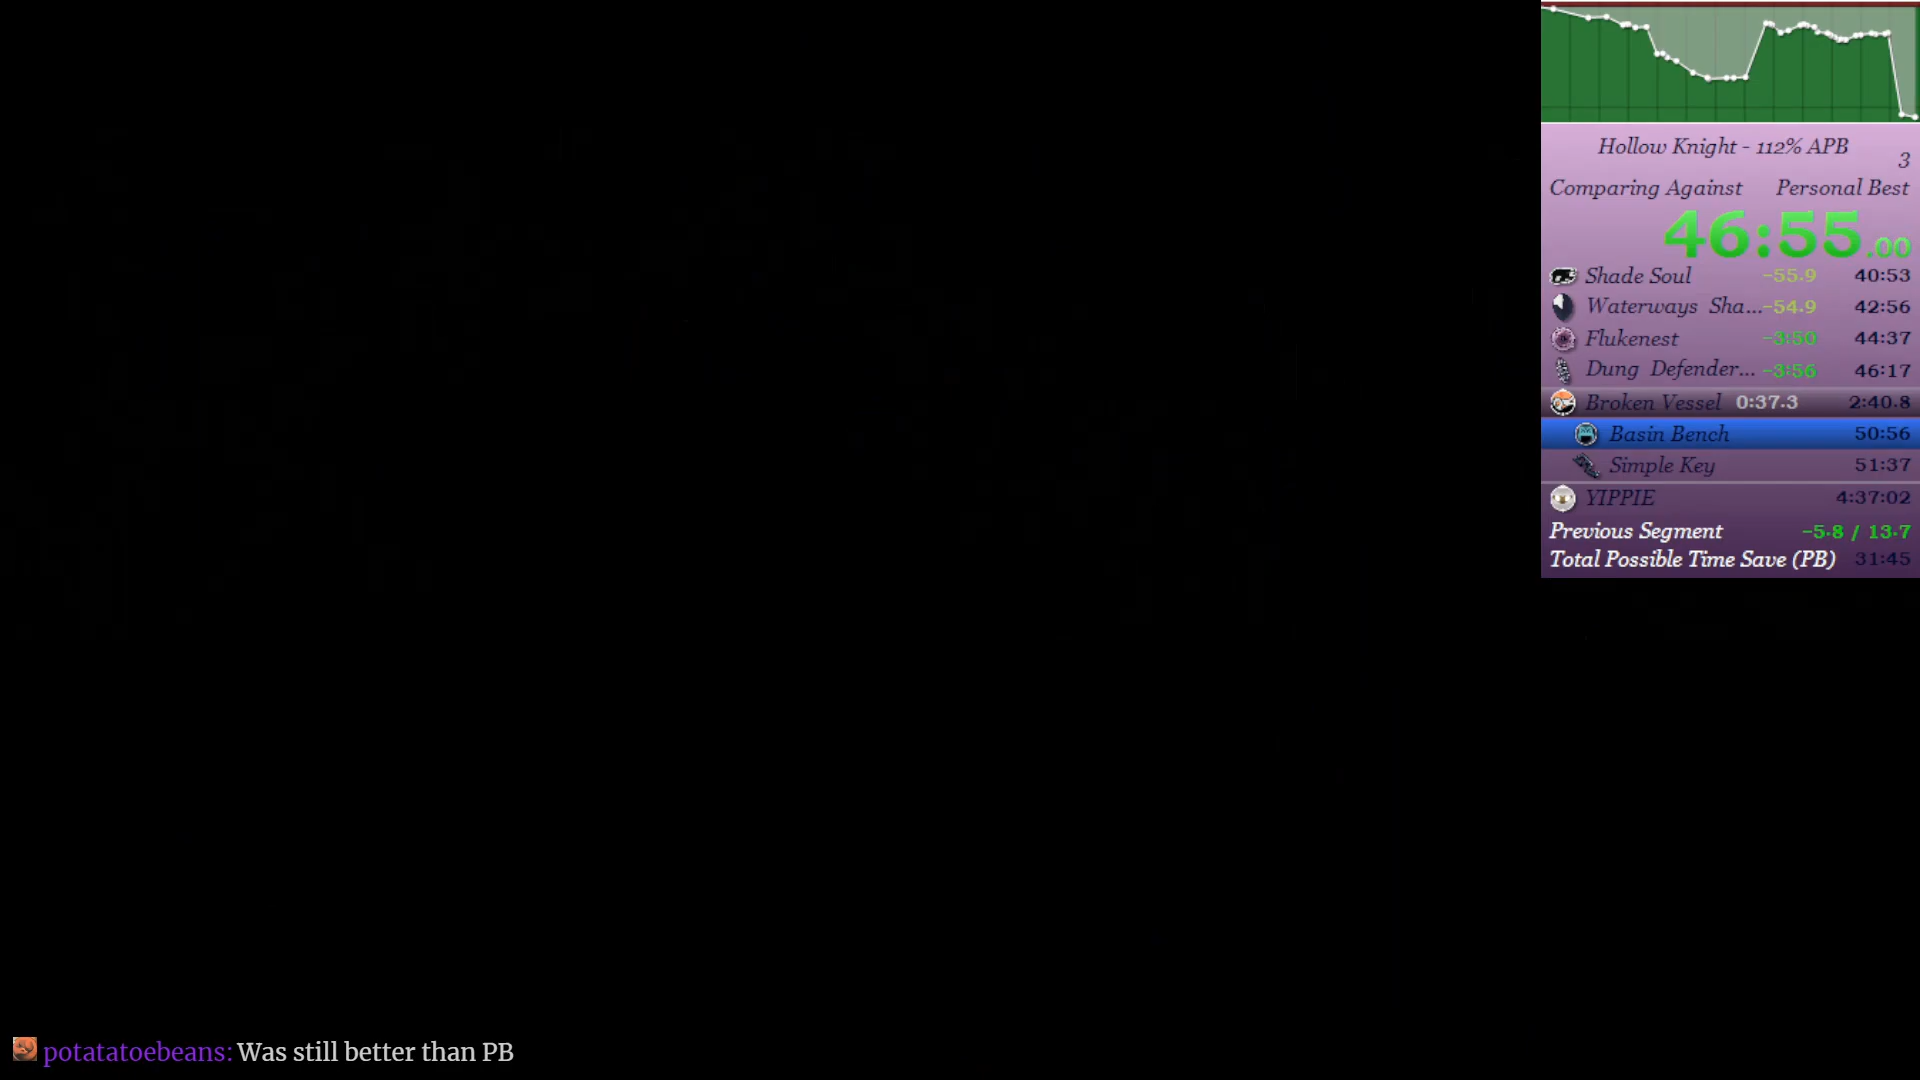 Hollow Knight - 112% APB
3
Comparing Against Personal Best
46:55.00
Shade Soul -55.9 40:53
Waterways Sha... -54.9 42:56
Flukenest -3:50 44:37
Dung Defender... -3:56 46:17
Broken Vessel 0:37.3 2:40.8
Basin Bench 50:56
Simple Key 51:37
YIPPIE 4:37:02
Previous Segment -5.8 / 13.7
Total Possible Time Save (PB) 31:45
potatatoebeans: Was still better than PB